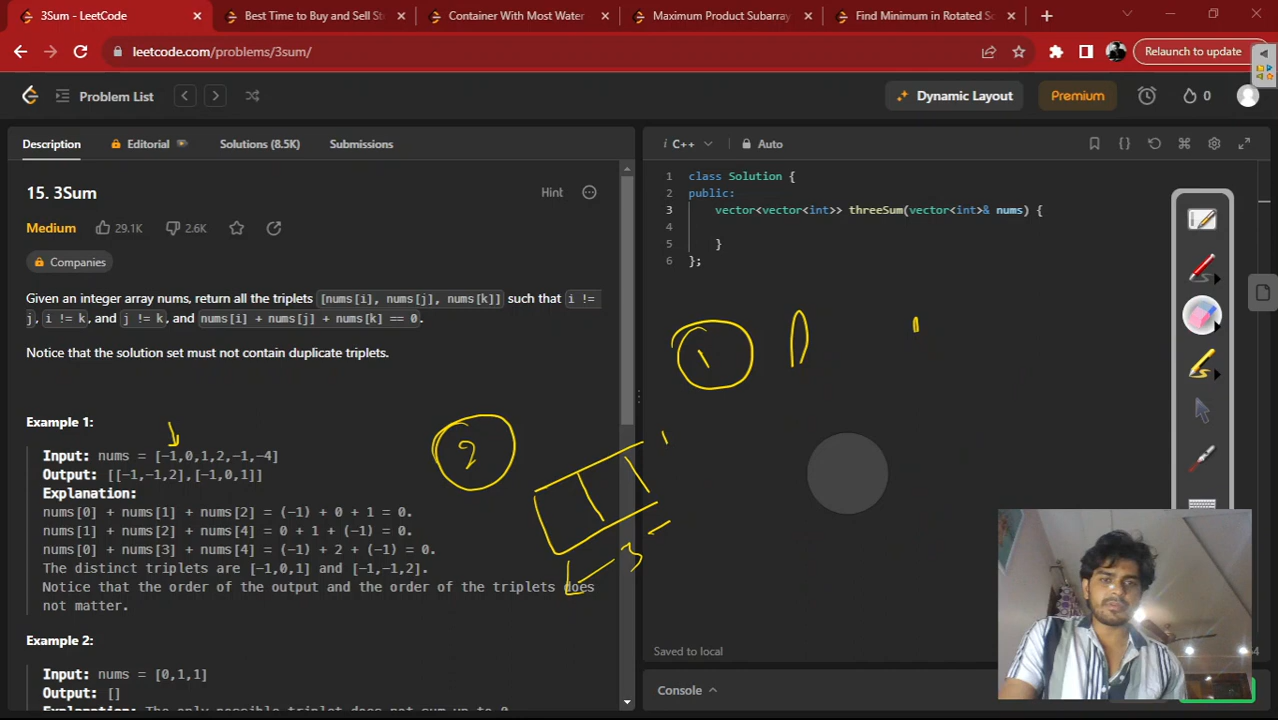 3Sum - LeetCode
Best Time to Buy and Sell St
Container With Most Water
Maximum Product Subarray
Find Minimum in Rotated So
leetcode.com/problems/3sum/
Relaunch to update
Problem List
Dynamic Layout
Premium
0
Description
Editorial
Solutions (8.5K)
Submissions
15. 3Sum
Hint
Medium
29.1K
2.6K
Companies
Given an integer array nums, return all the triplets [nums[i], nums[j], nums[k]] such that i !=
j, i != k, and j != k, and nums[i] + nums[j] + nums[k] == 0.
Notice that the solution set must not contain duplicate triplets.
Example 1:
Input: nums = [-1,0,1,2,-1,-4]
Output: [[-1,-1,2],[-1,0,1]]
Explanation:
nums[0] + nums[1] + nums[2] = (-1) + 0 + 1 = 0.
nums[1] + nums[2] + nums[4] = 0 + 1 + (-1) = 0.
nums[0] + nums[3] + nums[4] = (-1) + 2 + (-1) = 0.
The distinct triplets are [-1,0,1] and [-1,-1,2].
Notice that the order of the output and the order of the triplets does
not matter.
Example 2:
Input: nums = [0,1,1]
Output: []
2
3
i C++
Auto
1 class Solution {
2 public:
3 vector<vector<int>> threeSum(vector<int>& nums) {
4
5 }
6 };
1
Saved to local
Console